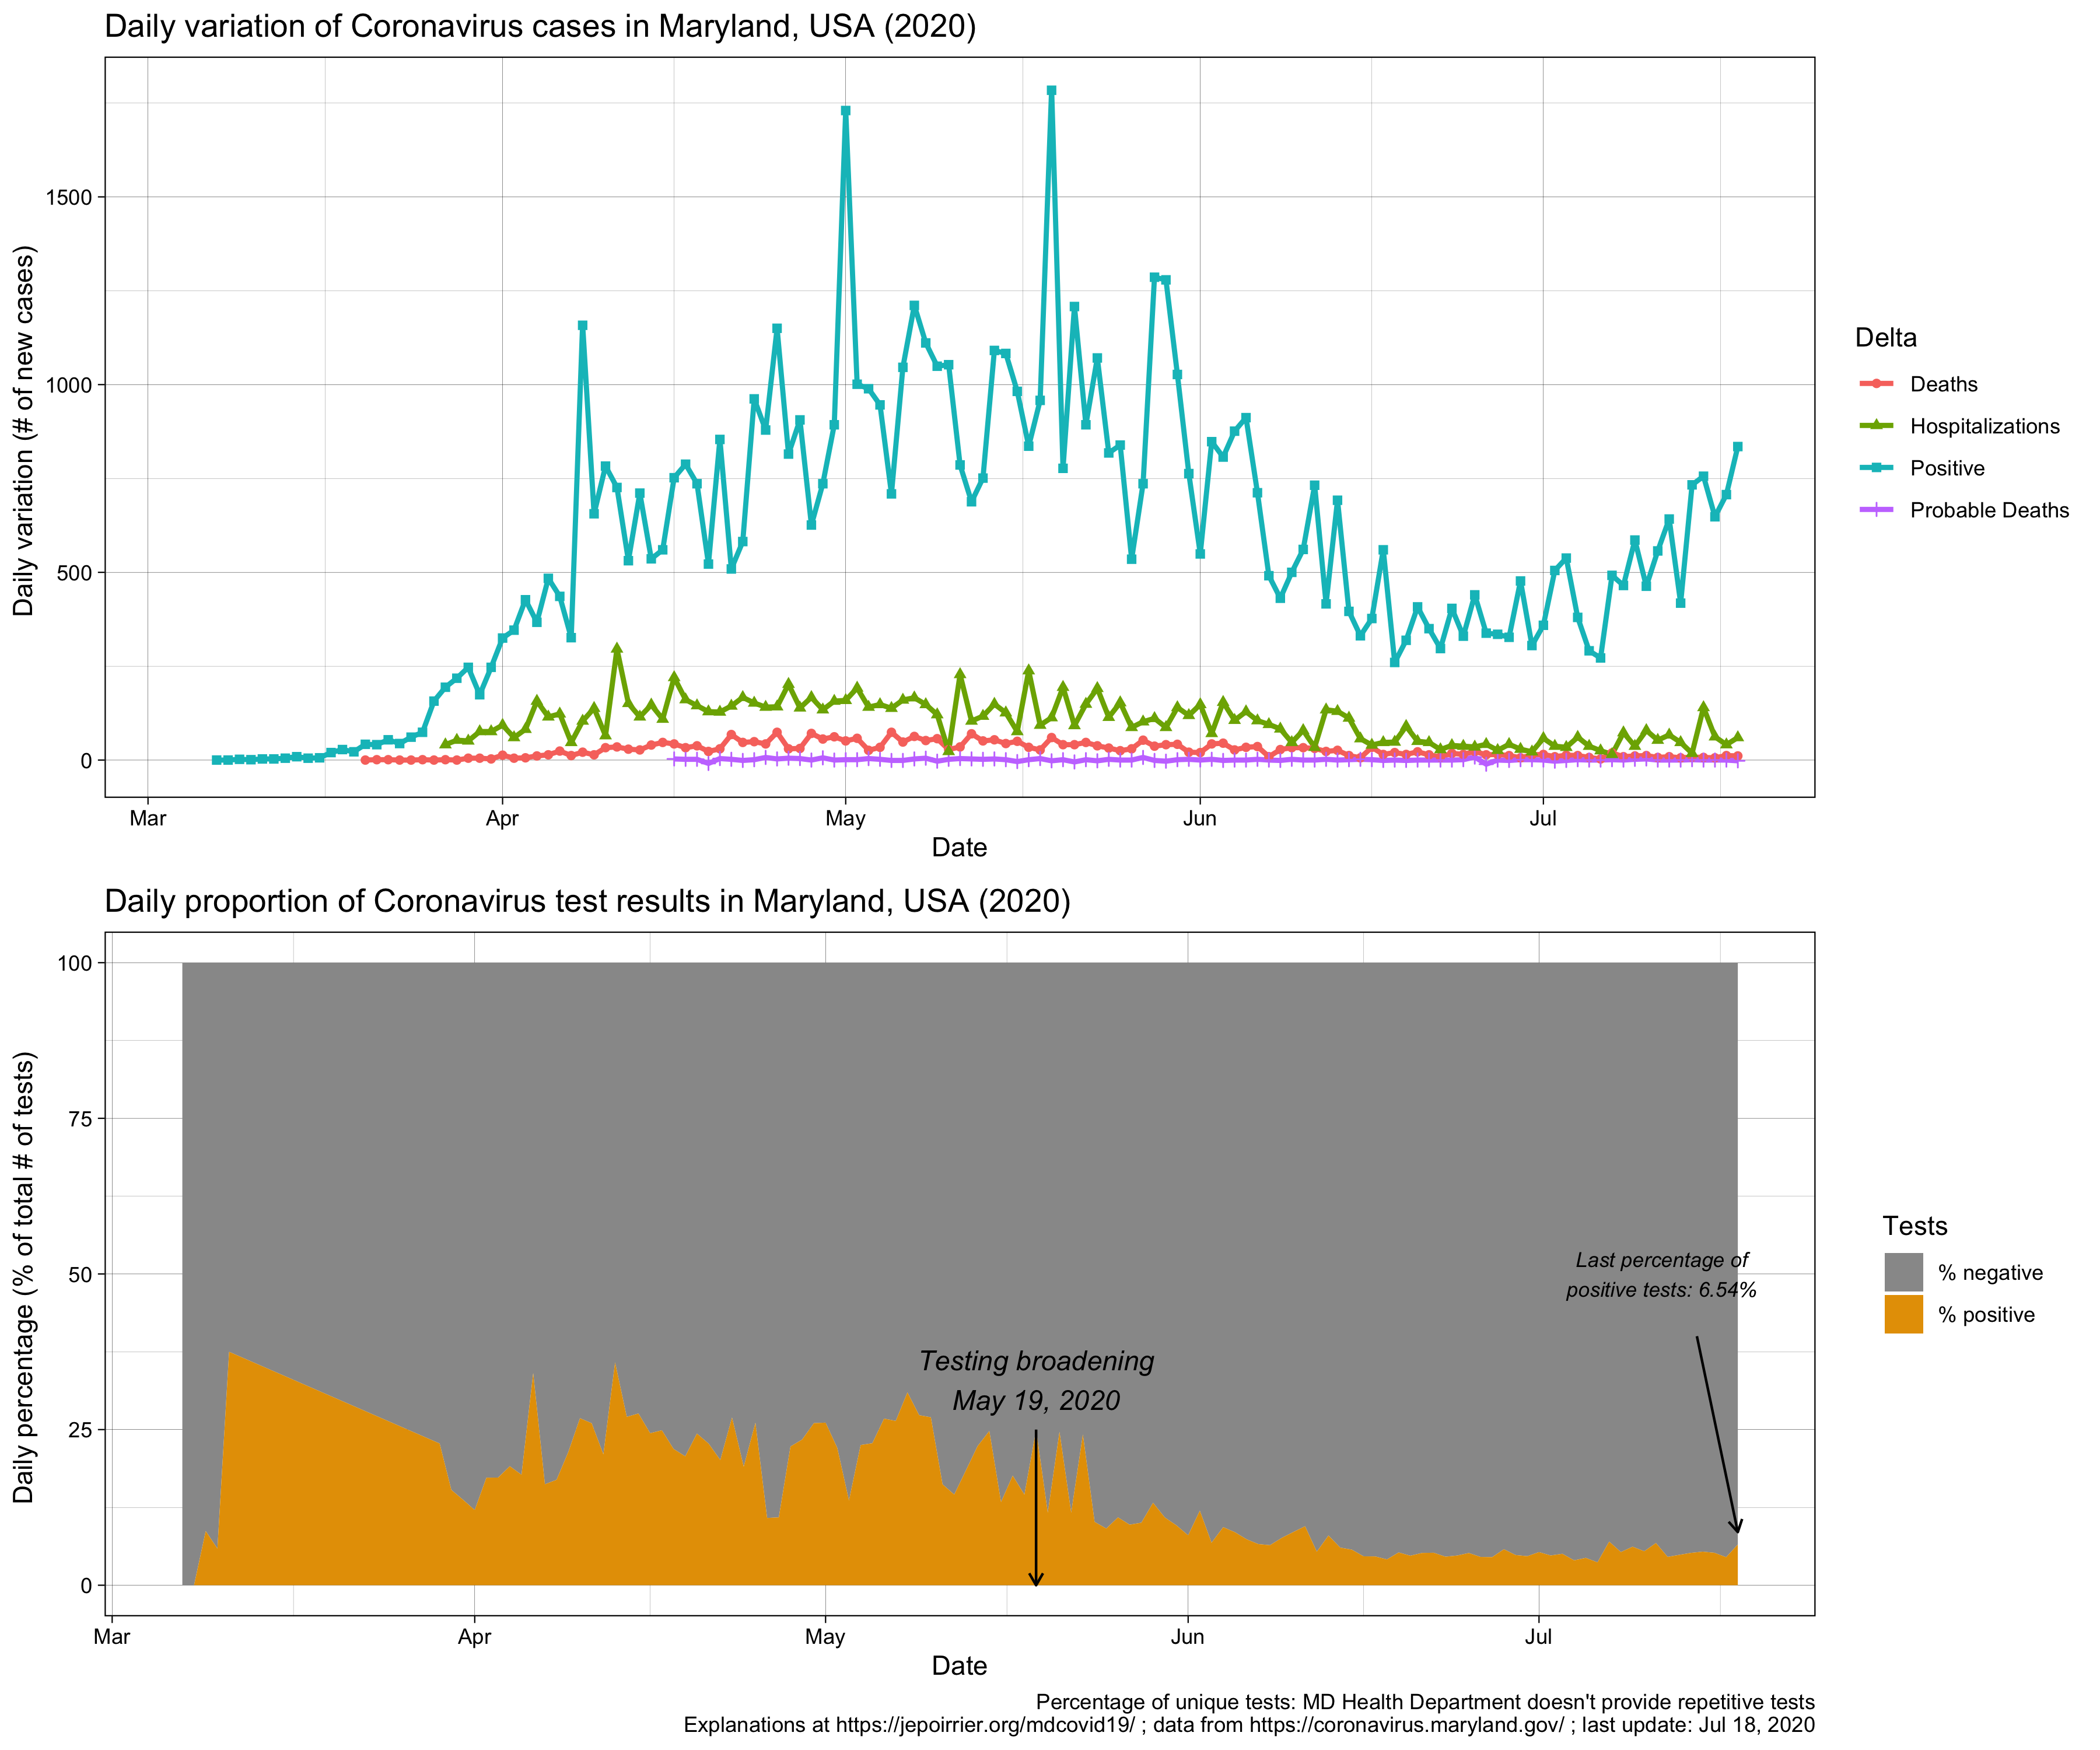 Daily variation of Coronavirus cases in Maryland, USA (2020)
Daily variation (# of new cases)
1500
1000
500
0
Mar
Apr
May
Jun
Jul
Date
Delta
Deaths
Hospitalizations
Positive
Probable Deaths
Daily proportion of Coronavirus test results in Maryland, USA (2020)
Daily percentage (% of total # of tests)
100
75
50
25
0
Last percentage of
positive tests: 6.54%
Testing broadening
May 19, 2020
Mar
Apr
May
Jun
Jul
Date
Tests
% negative
% positive
Percentage of unique tests: MD Health Department doesn't provide repetitive tests
Explanations at https://jepoirrier.org/mdcovid19/ ; data from https://coronavirus.maryland.gov/ ; last update: Jul 18, 2020